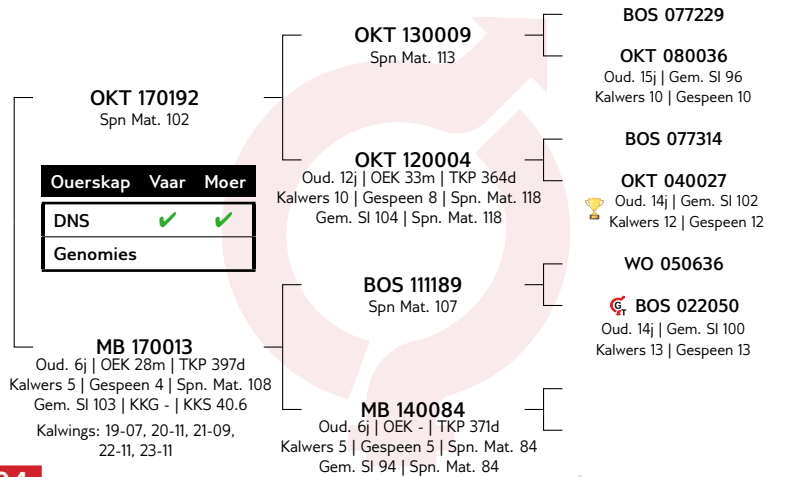 BOS 077229
OKT 130009
Spn Mat. 113
OKT 080036
Oud. 15j | Gem. SI 96
Kalwers 10 | Gespeen 10
OKT 170192
Spn Mat. 102
BOS 077314
OKT 120004
Oud. 12j | OEK 33m | TKP 364d
Kalwers 10 | Gespeen 8 | Spn. Mat. 118
Gem. SI 104 | Spn. Mat. 118
OKT 040027
Oud. 14j | Gem. SI 102
Kalwers 12 | Gespeen 12
Ouerskap Vaar Moer
DNS ✔ ✔
Genomies
WO 050636
BOS 111189
Spn Mat. 107
BOS 022050
Oud. 14j | Gem. SI 100
Kalwers 13 | Gespeen 13
MB 170013
Oud. 6j | OEK 28m | TKP 397d
Kalwers 5 | Gespeen 4 | Spn. Mat. 108
Gem. SI 103 | KKG - | KKS 40.6
Kalwings: 19-07, 20-11, 21-09,
22-11, 23-11
MB 140084
Oud. 6j | OEK - | TKP 371d
Kalwers 5 | Gespeen 5 | Spn. Mat. 84
Gem. SI 94 | Spn. Mat. 84